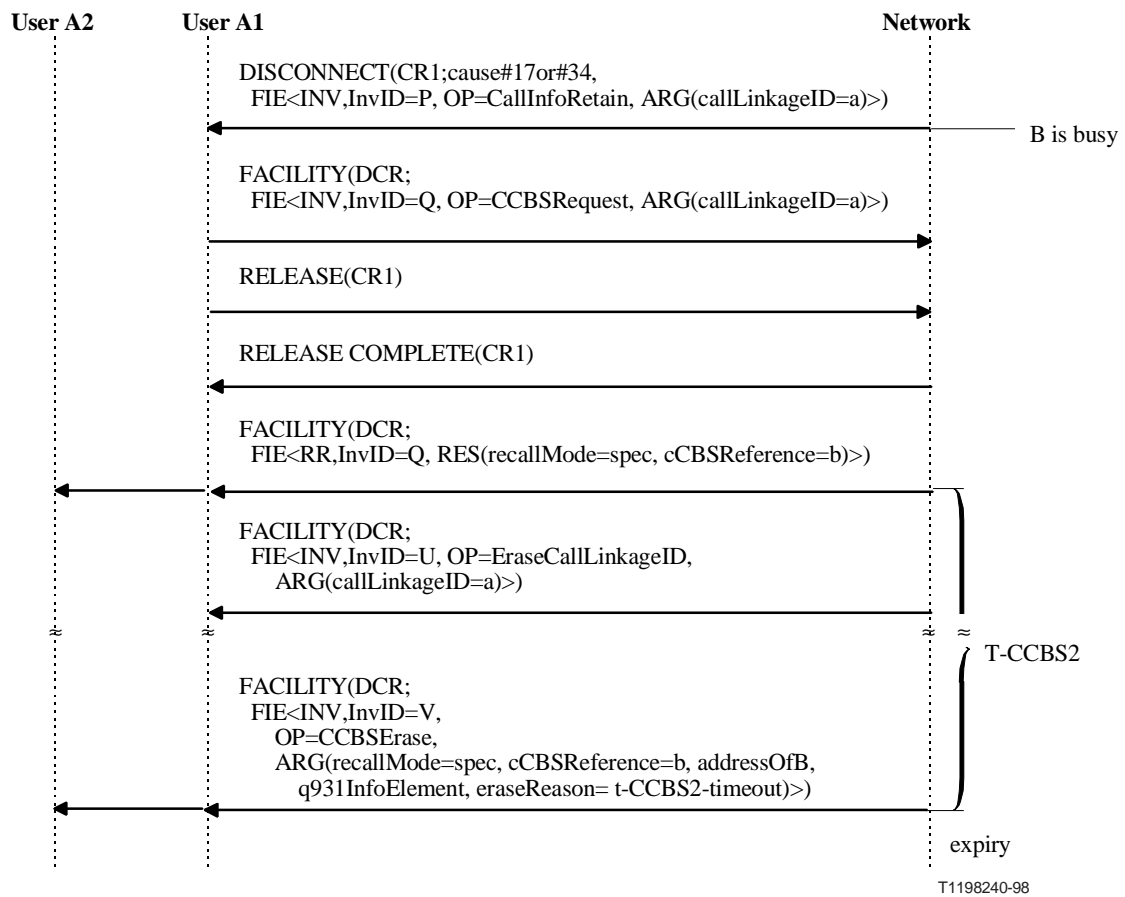 User A2
User A1
Network
DISCONNECT(CR1;cause#17or#34,
FIE<INV,InvID=P, OP=CallInfoRetain, ARG(callLinkageID=a)>)
B is busy
FACILITY(DCR;
FIE<INV,InvID=Q, OP=CCBSRequest, ARG(callLinkageID=a)>)
RELEASE(CR1)
RELEASE COMPLETE(CR1)
FACILITY(DCR;
FIE<RR,InvID=Q, RES(recallMode=spec, cCBSReference=b)>)
FACILITY(DCR;
FIE<INV,InvID=U, OP=EraseCallLinkageID,
ARG(callLinkageID=a)>)
≈ ≈ ≈ ≈
T-CCBS2
FACILITY(DCR;
FIE<INV,InvID=V,
OP=CCBSErase,
ARG(recallMode=spec, cCBSReference=b, addressOfB,
q931InfoElement, eraseReason= t-CCBS2-timeout)>)
expiry
T1198240-98